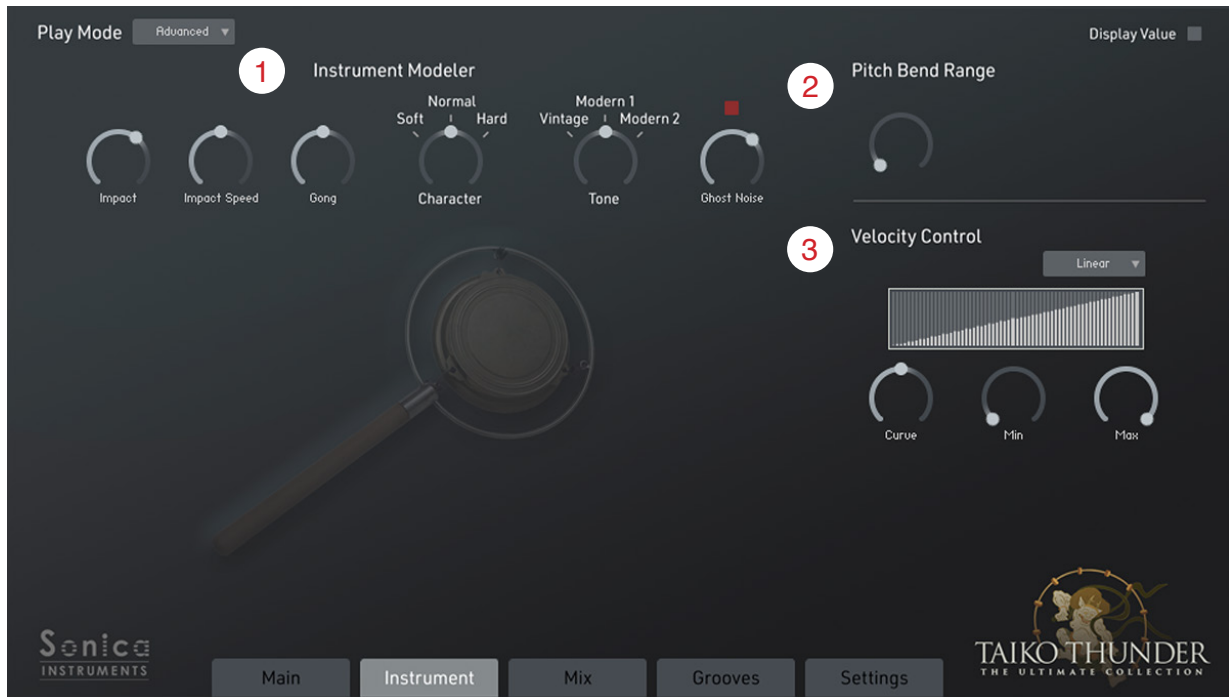 Play Mode
Advanced
Display Value
1
Instrument Modeler
2
Pitch Bend Range
Soft
Normal
Hard
Vintage
Modern 1
Modern 2
Impact
Impact Speed
Gong
Character
Tone
Ghost Noise
3
Velocity Control
Linear
Curve
Min
Max
Sonica
INSTRUMENTS
TAIKO THUNDER
THE ULTIMATE COLLECTION
Main
Instrument
Mix
Grooves
Settings